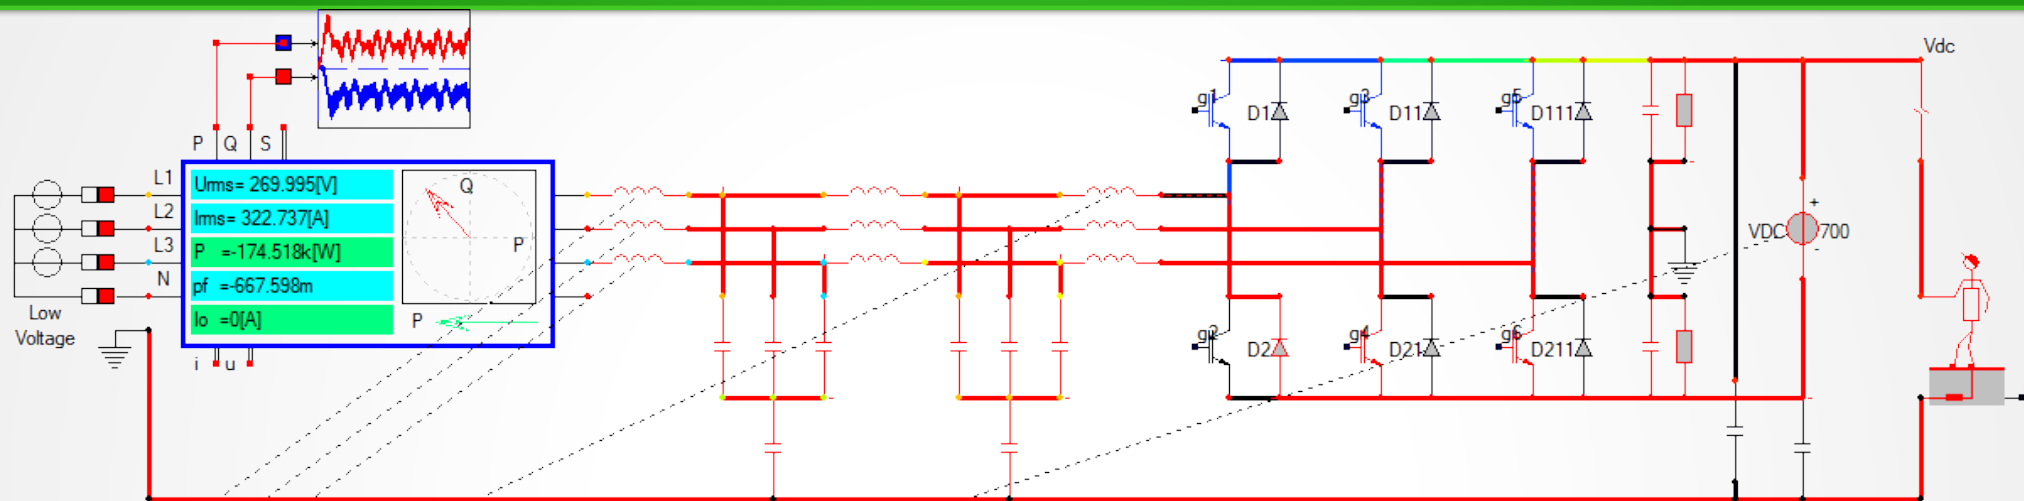 Vdc
P Q S
L1
L2
L3
N
Urms= 269.995[V]
Irms= 322.737[A]
P =-174.518k[W]
pf =-667.598m
Io =0[A]
Q
P
P
i u
Low
Voltage
g1 D1 g3 D11 g5 D111
g2 D2 g4 D21 g6 D211
+
VDC 700
-